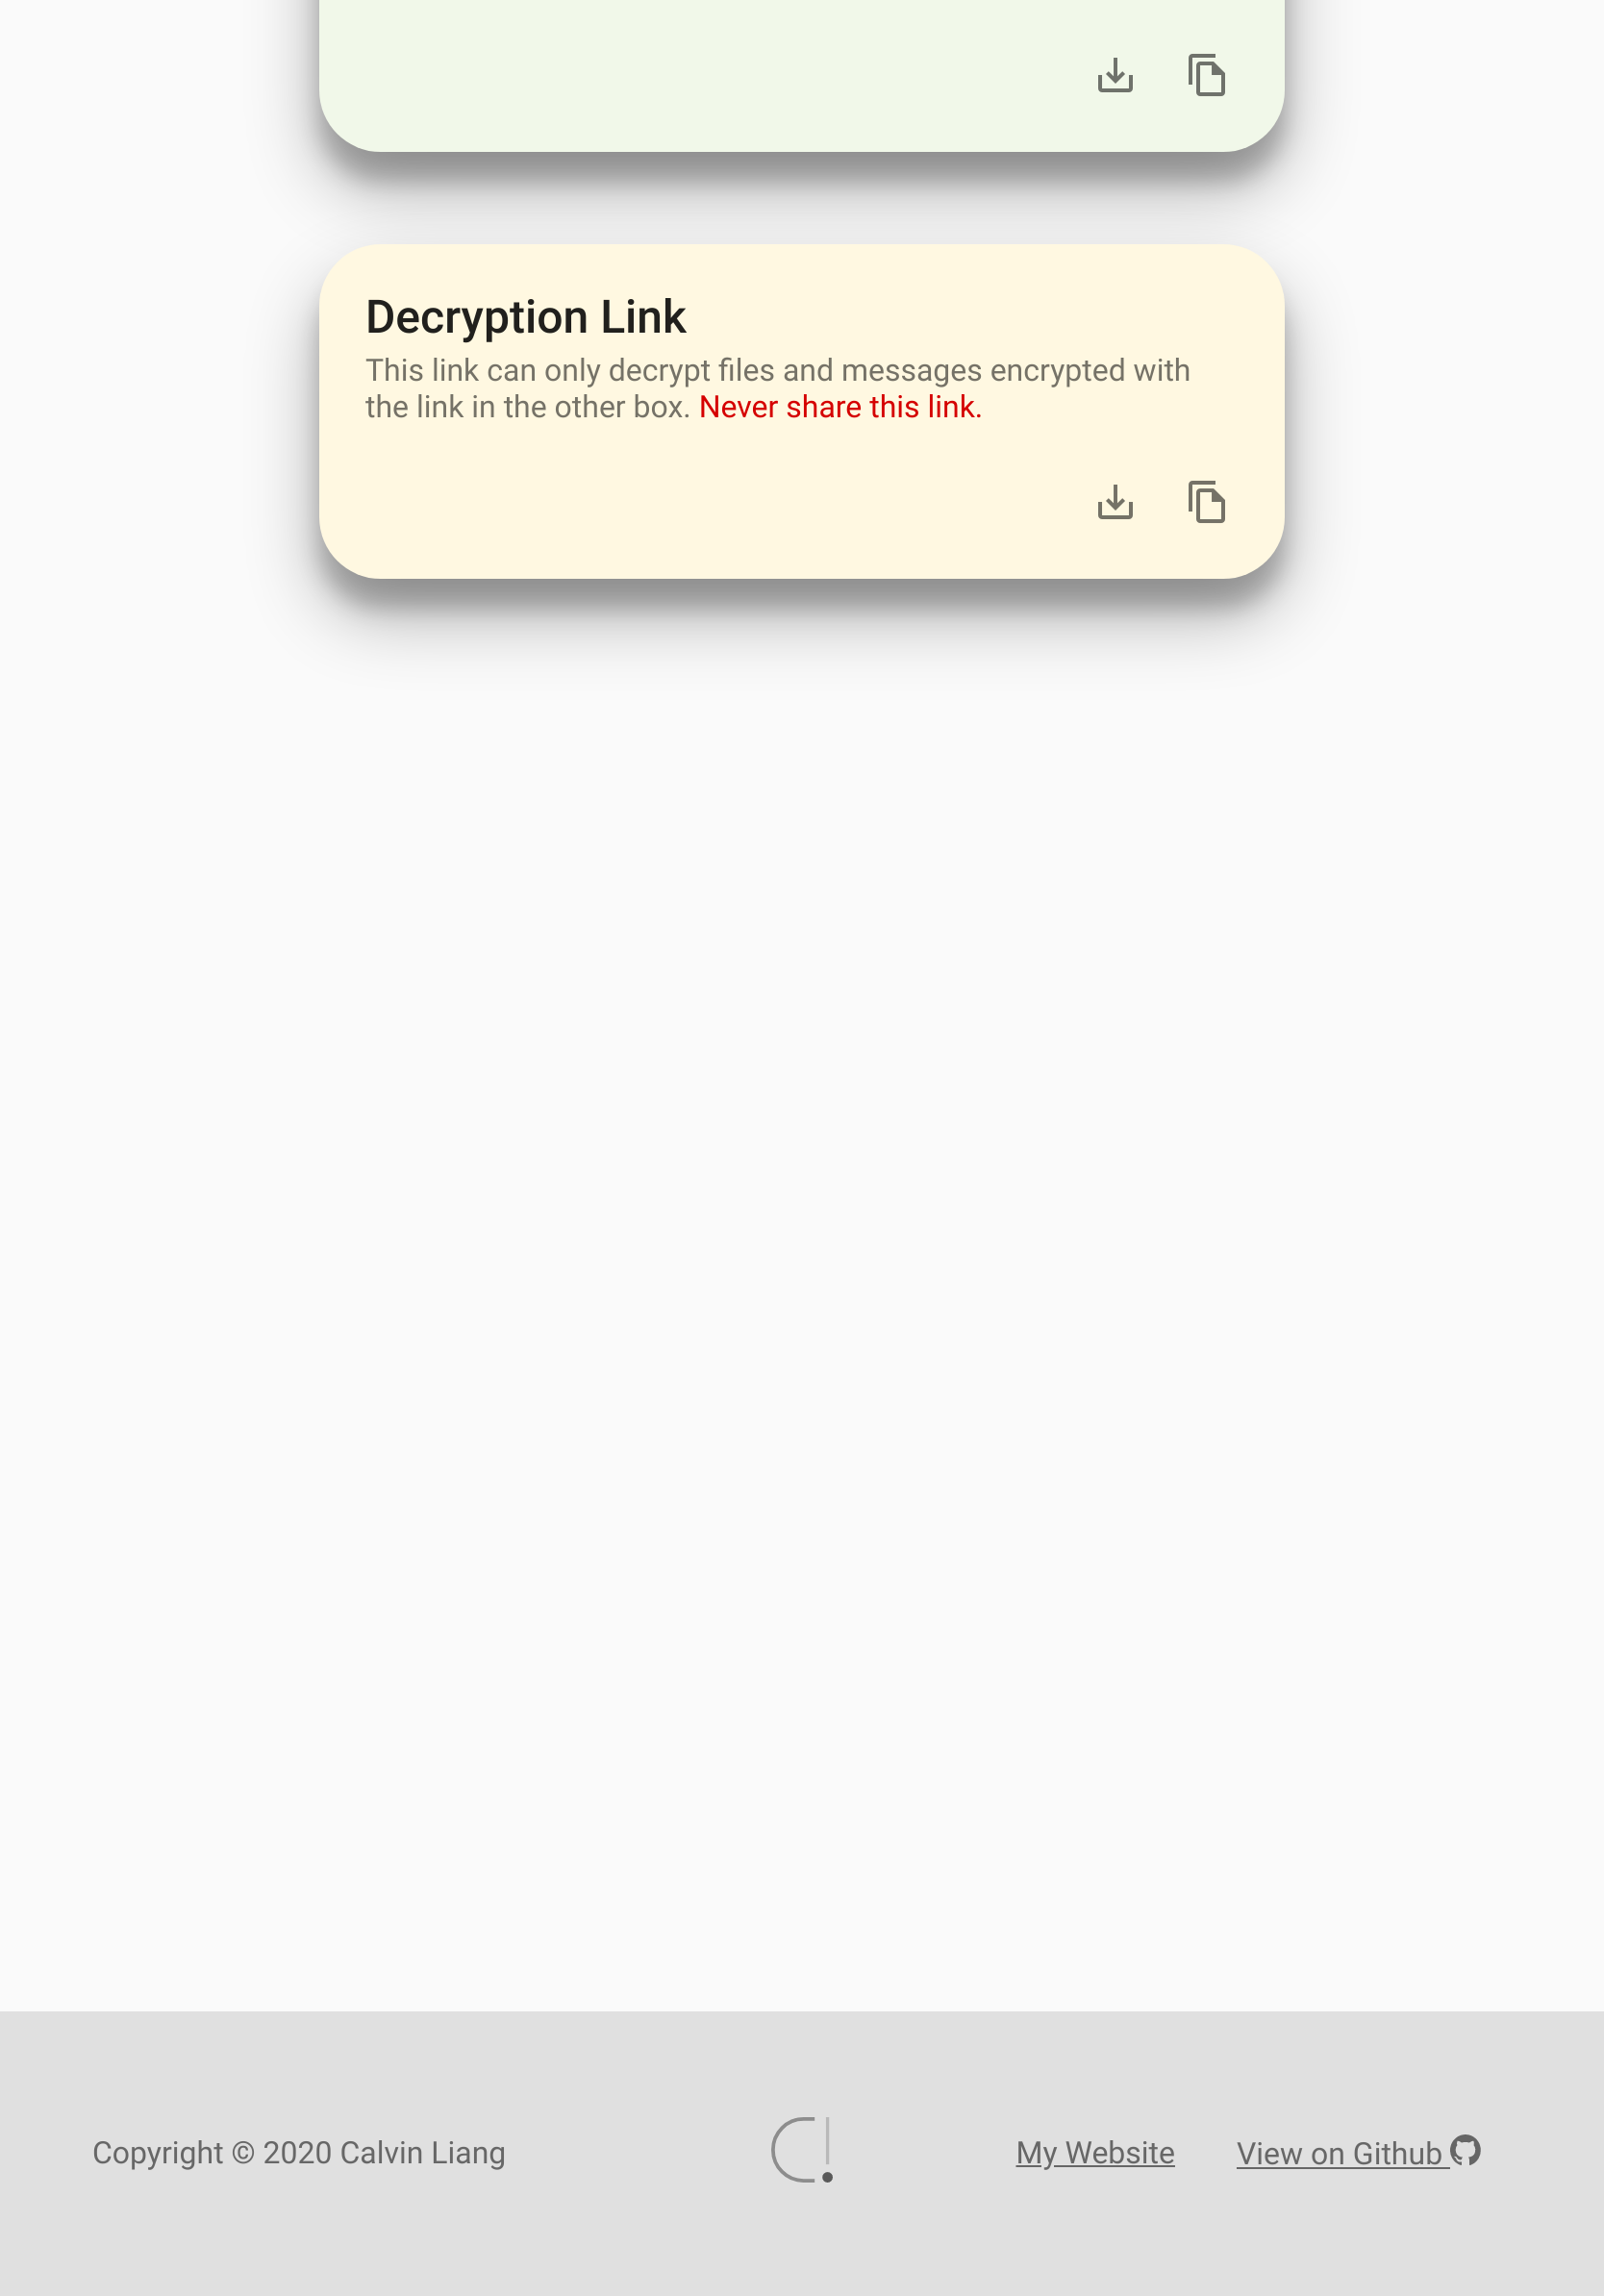 Decryption Link
This link can only decrypt files and messages encrypted with
the link in the other box. Never share this link.
Copyright © 2020 Calvin Liang
My Website
View on Github